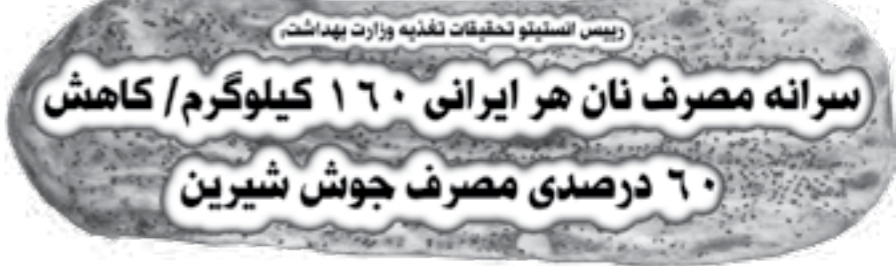 رییس انستیتو تحقیقات تغذیه وزارت بهداشت،
سرانه مصرف نان هر ایرانی ۱۶۰ کیلوگرم/ کاهش
۶۰ درصدی مصرف جوش شیرین